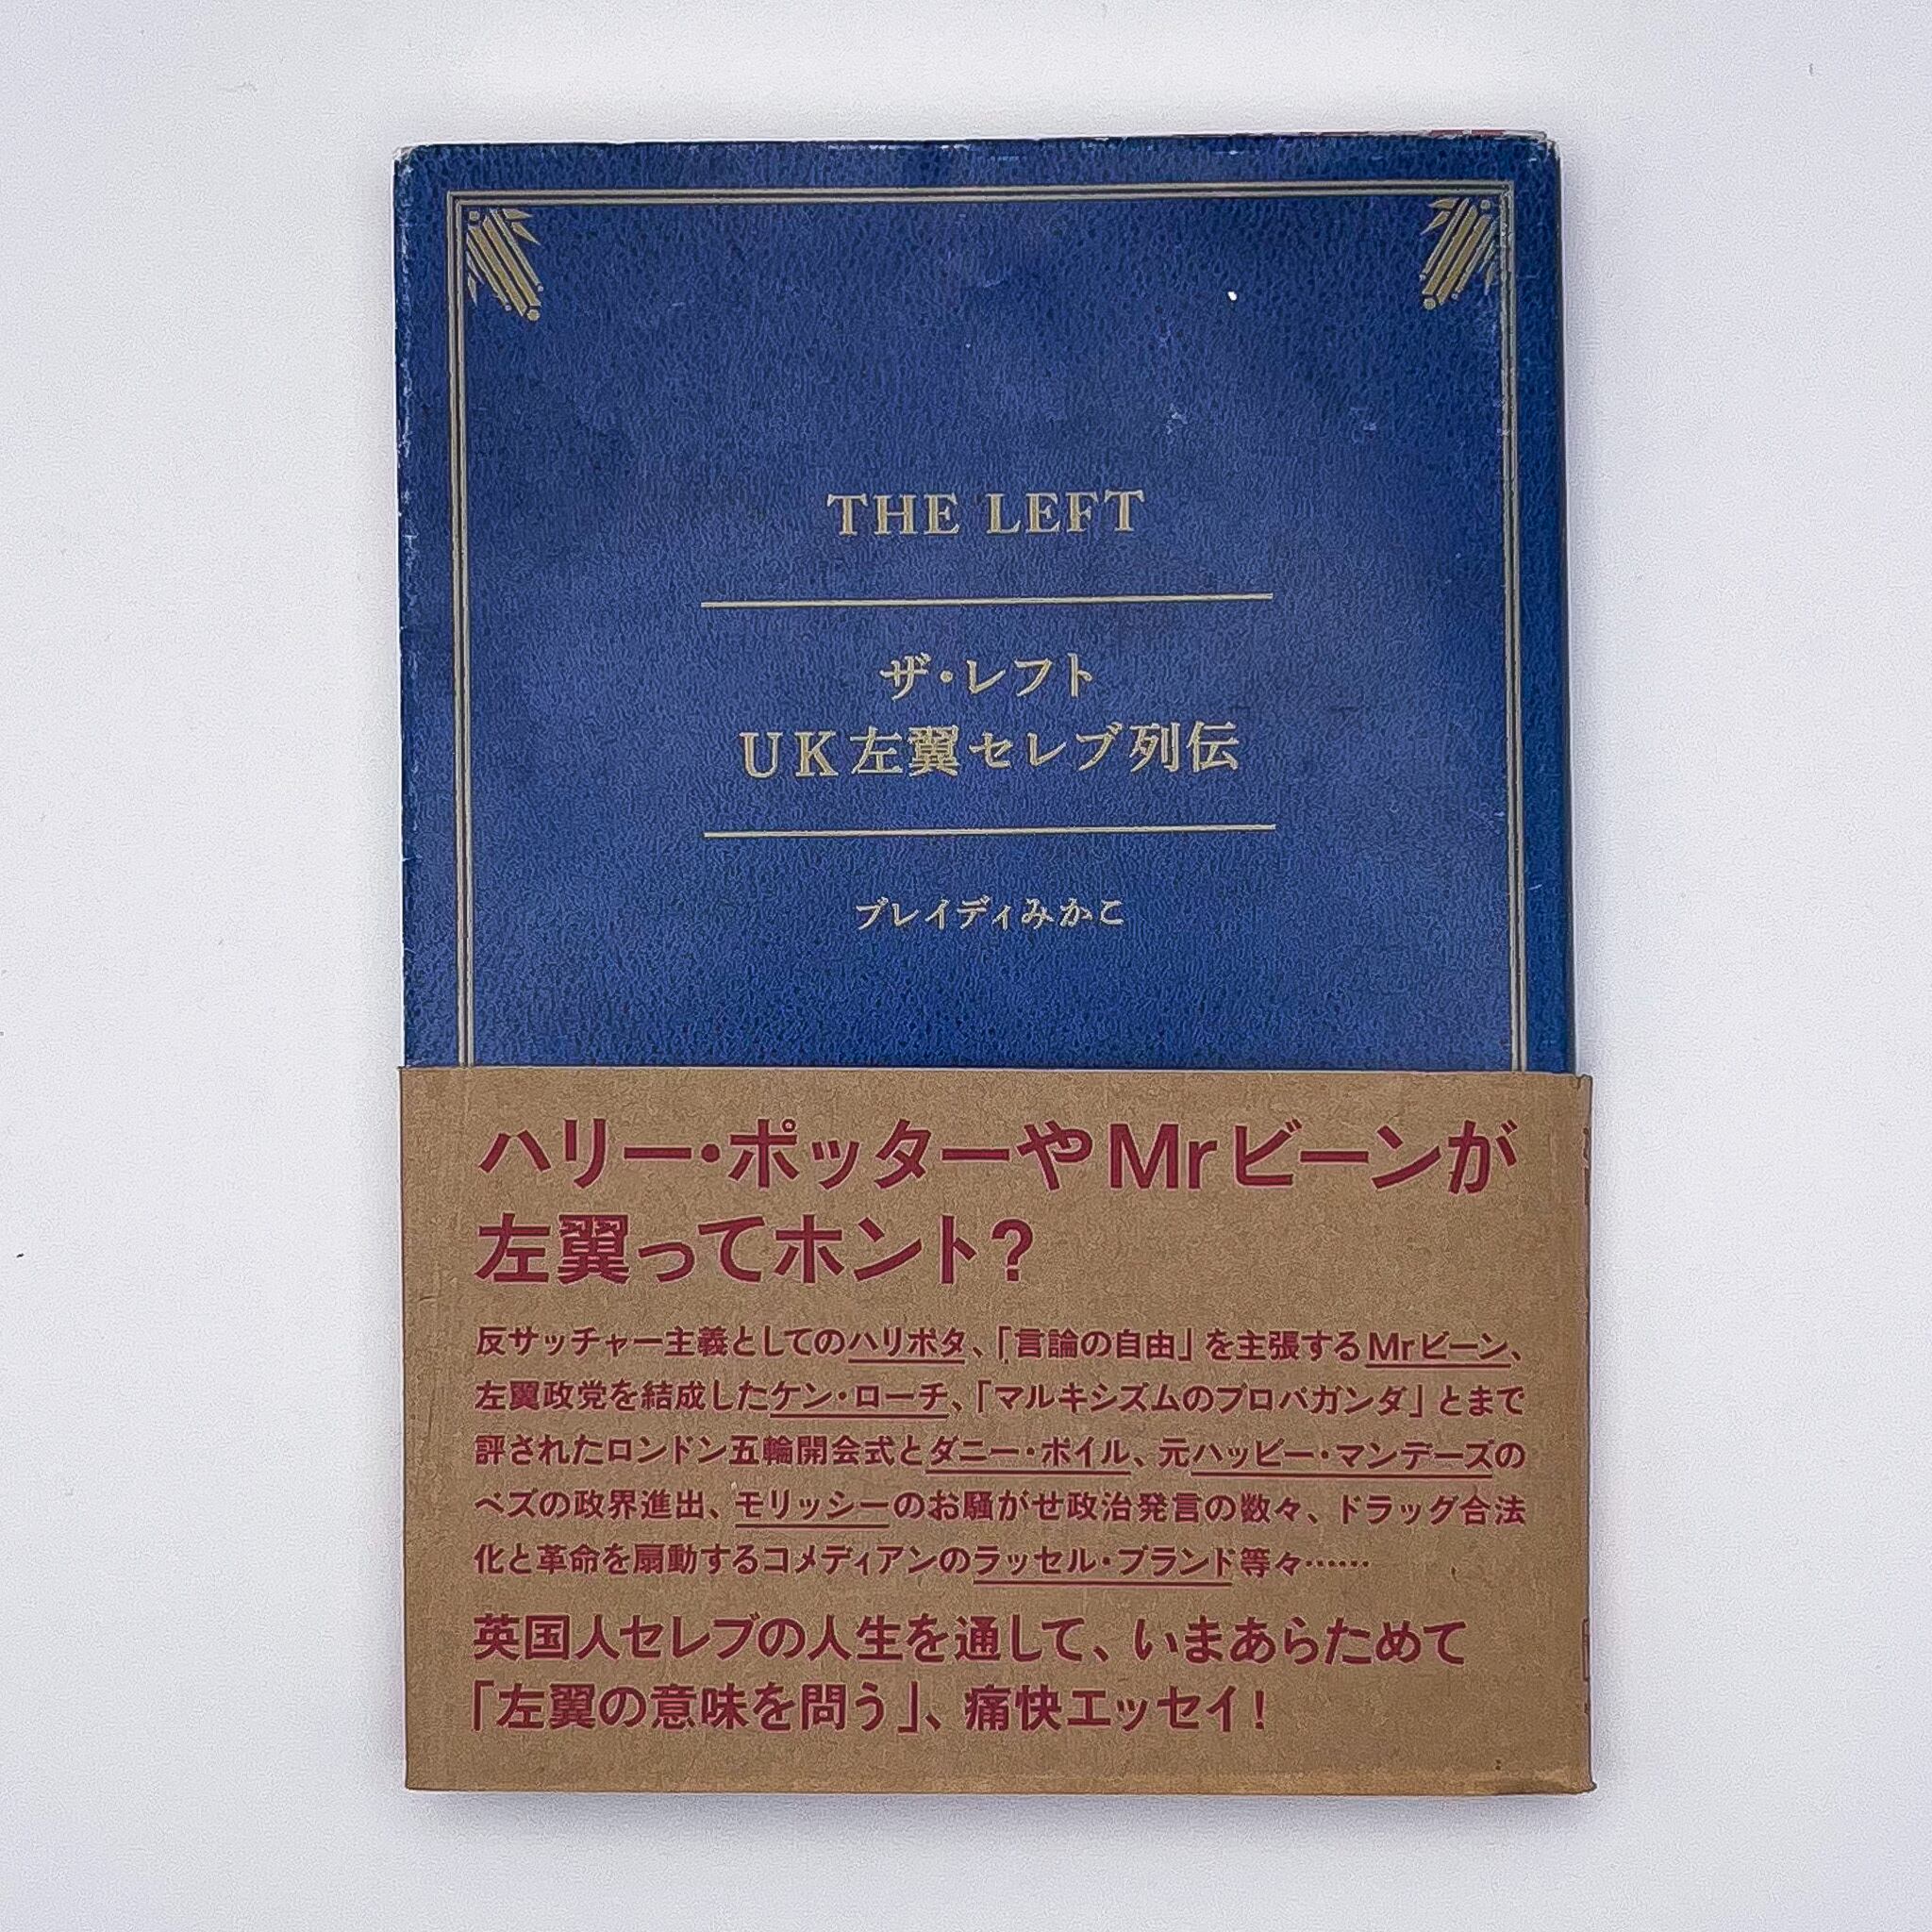 THE LEFT
ザ・レフト
UK左翼セレブ列伝
ブレイディみかこ
ハリー・ポッターやMrビーンが
左翼ってホント?
反サッチャー主義としてのハリポタ、「言論の自由」を主張するMrビーン、
左翼政党を結成したケン・ローチ、「マルキシズムのプロパガンダ」とまで
評されたロンドン五輪開会式とダニー・ボイル、元ハッピー・マンデーズの
ベズの政界進出、モリッシーのお騒がせ政治発言の数々、ドラッグ合法
化と革命を扇動するコメディアンのラッセル・ブランド等々……
英国人セレブの人生を通して、いまあらためて
「左翼の意味を問う」、痛快エッセイ!